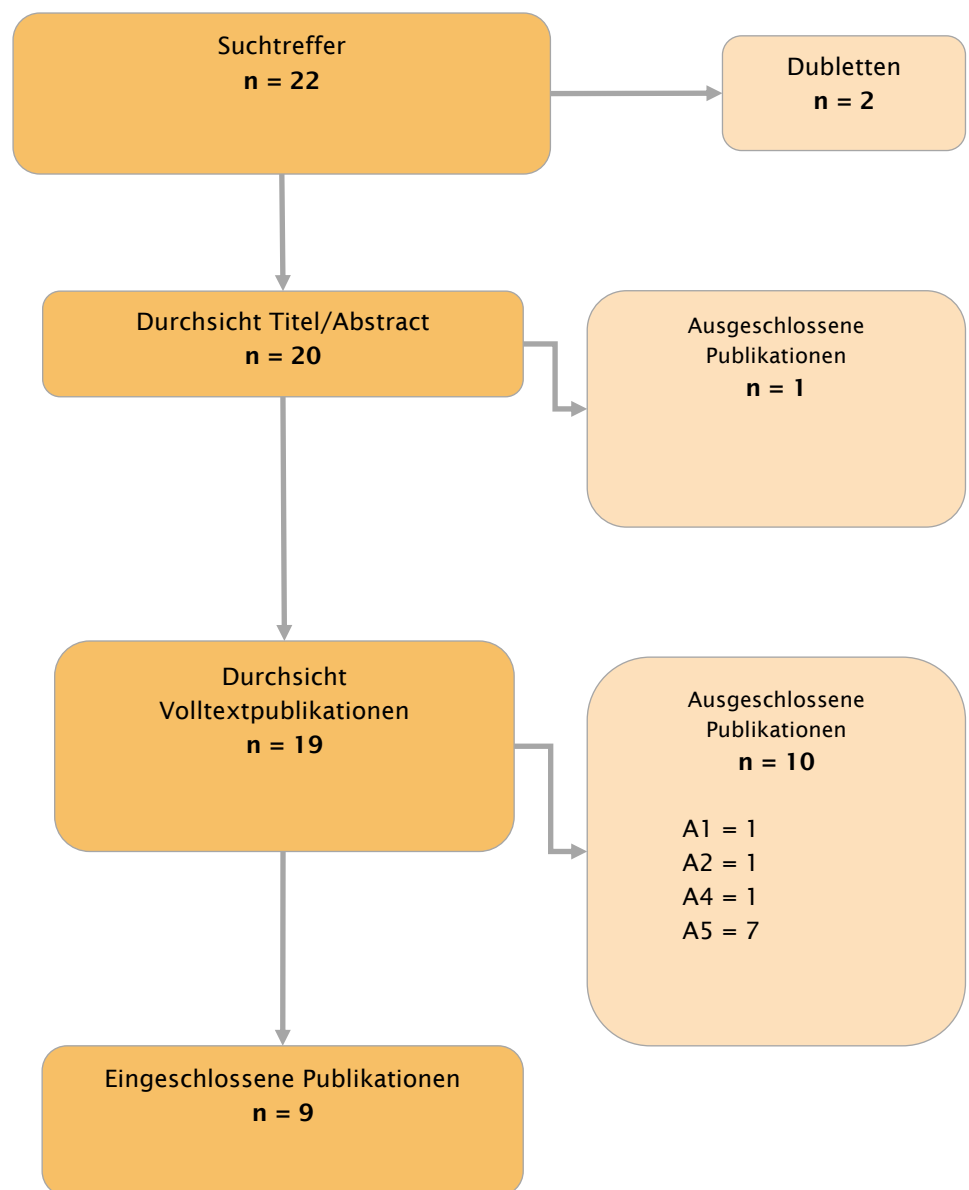 Suchtreffer
n = 22
Dubletten
n = 2
Durchsicht Titel/Abstract
n = 20
Ausgeschlossene
Publikationen
n = 1
Durchsicht
Volltextpublikationen
n = 19
Ausgeschlossene
Publikationen
n = 10
A1 = 1
A2 = 1
A4 = 1
A5 = 7
Eingeschlossene Publikationen
n = 9